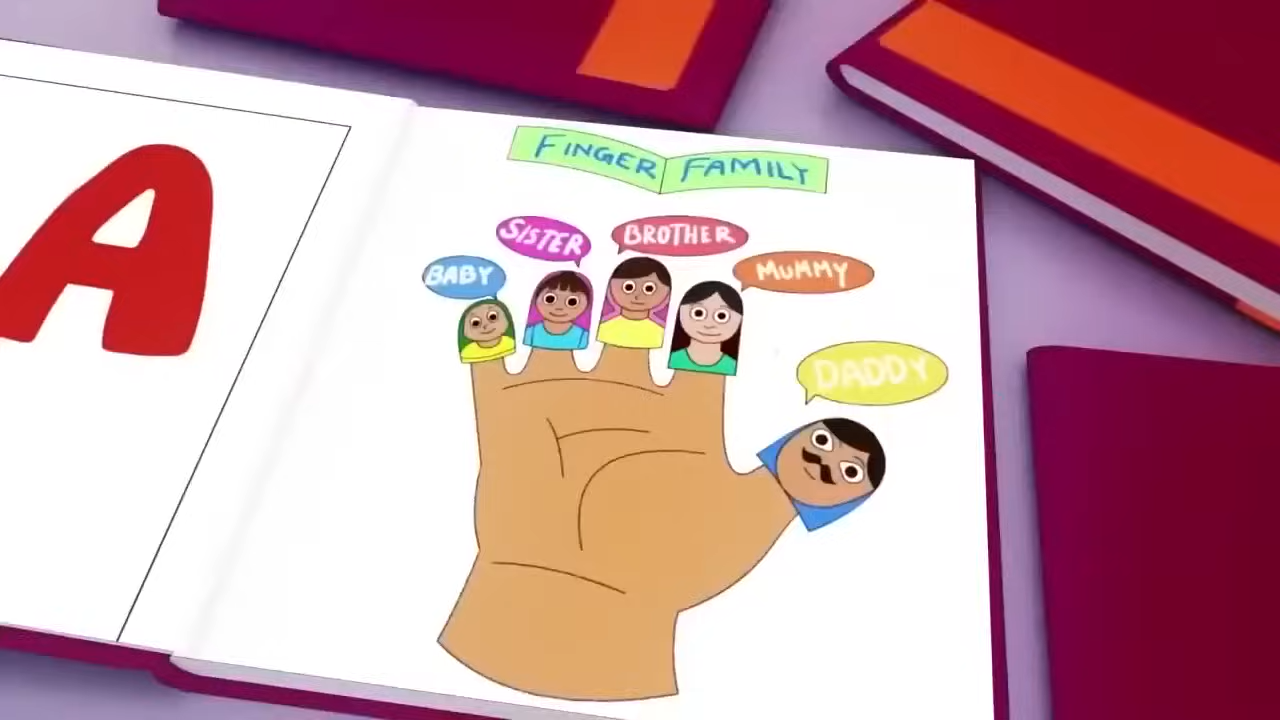 A
FINGER FAMILY
SISTER
BROTHER
BABY
MUMMY
DADDY